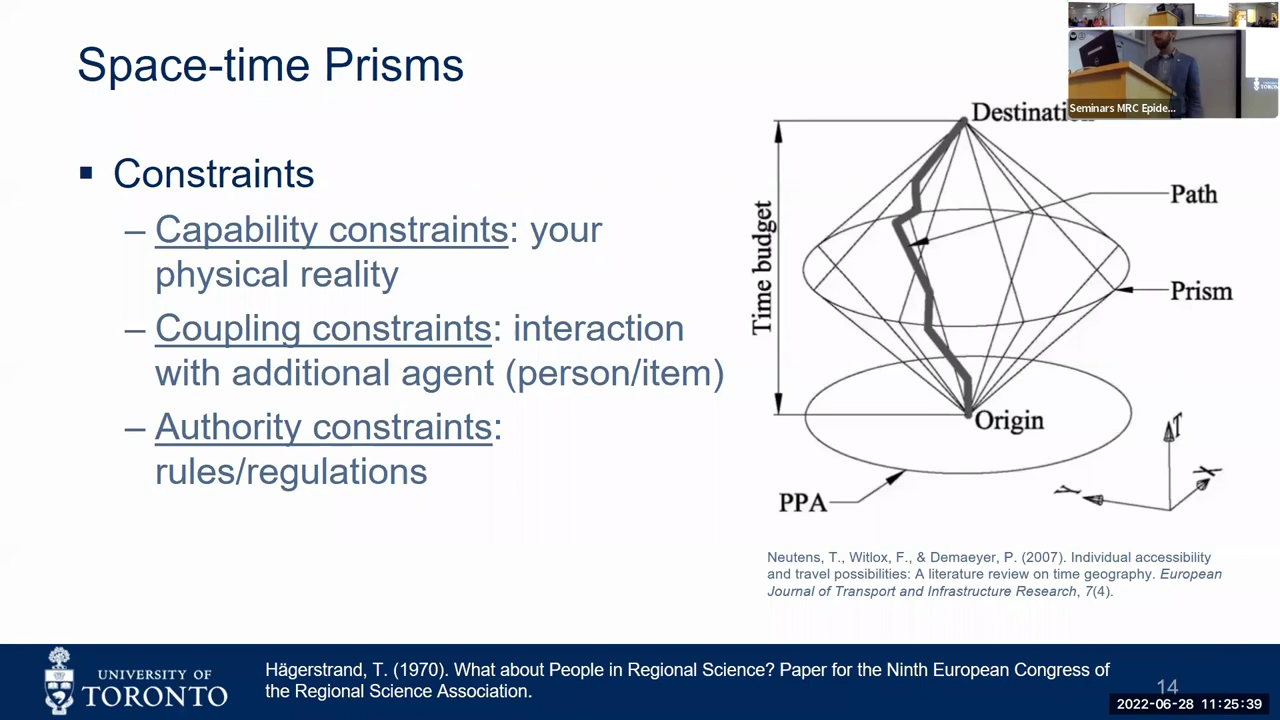 Space-time Prisms
▪ Constraints
– Capability constraints: your
physical reality
– Coupling constraints: interaction
with additional agent (person/item)
– Authority constraints:
rules/regulations
Seminars MRC Epide...
TORONTO
Destination
Time budget
Path
Prism
Origin
PPA
T
X
Y
Neutens, T., Witlox, F., & Demaeyer, P. (2007). Individual accessibility
and travel possibilities: A literature review on time geography. European
Journal of Transport and Infrastructure Research, 7(4).
UNIVERSITY OF
TORONTO
Hägerstrand, T. (1970). What about People in Regional Science? Paper for the Ninth European Congress of
the Regional Science Association.
14
2022-06-28 11:25:39